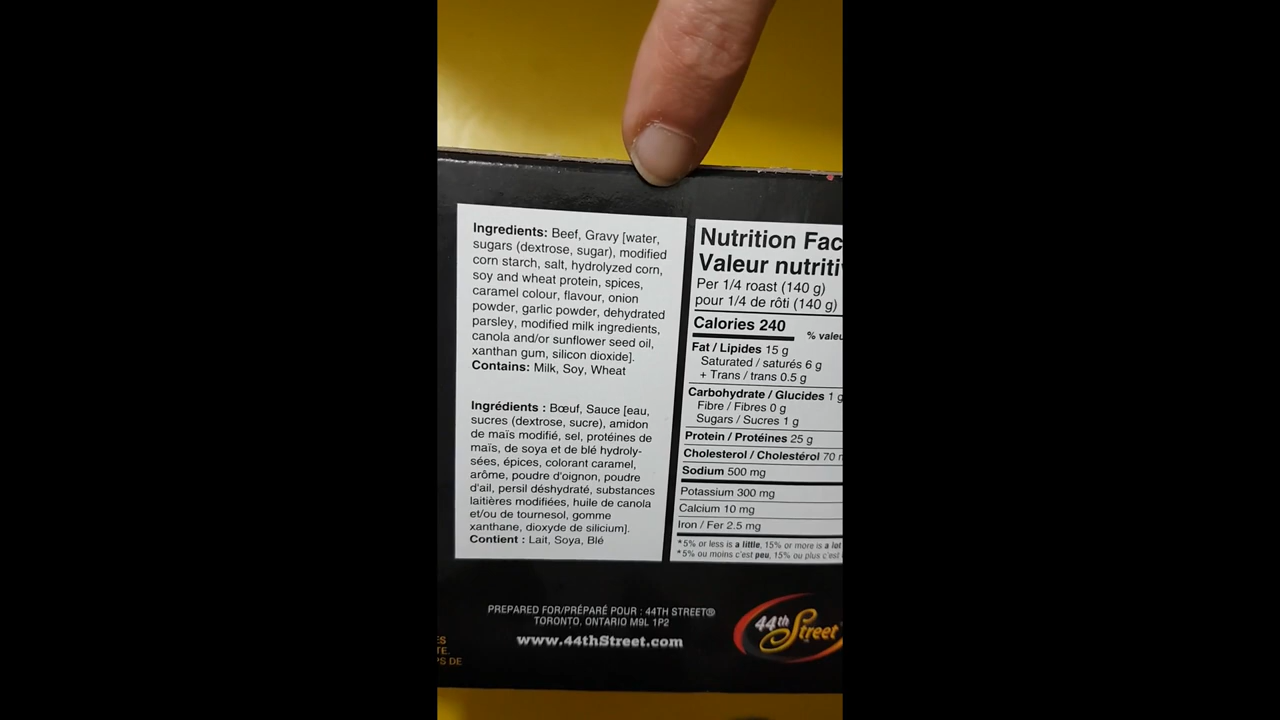 Ingredients: Beef, Gravy [water,
sugars (dextrose, sugar), modified
corn starch, salt, hydrolyzed corn,
soy and wheat protein, spices,
caramel colour, flavour, onion
powder, garlic powder, dehydrated
parsley, modified milk ingredients,
canola and/or sunflower seed oil,
xanthan gum, silicon dioxide].
Contains: Milk, Soy, Wheat
Ingrédients : Bœuf, Sauce [eau,
sucres (dextrose, sucre), amidon
de maïs modifié, sel, protéines de
maïs, de soya et de blé hydroly-
sées, épices, colorant caramel,
arôme, poudre d'oignon, poudre
d'ail, persil déshydraté, substances
laitières modifiées, huile de canola
et/ou de tournesol, gomme
xanthane, dioxyde de silicium].
Contient : Lait, Soya, Blé
Nutrition Fac
Valeur nutriti
Per 1/4 roast (140 g)
pour 1/4 de rôti (140 g)
Calories 240
% valeu
Fat / Lipides 15 g
Saturated / saturés 6 g
+ Trans / trans 0.5 g
Carbohydrate / Glucides 1 g
Fibre / Fibres 0 g
Sugars / Sucres 1 g
Protein / Protéines 25 g
Cholesterol / Cholestérol 70 m
Sodium 500 mg
Potassium 300 mg
Calcium 10 mg
Iron / Fer 2.5 mg
*5% or less is a little, 15% or more is a lot
*5% ou moins c'est peu, 15% ou plus c'est
PREPARED FOR/PRÉPARÉ POUR : 44TH STREET®
TORONTO, ONTARIO M9L 1P2
www.44thStreet.com
44th Street
ES
TE.
PS DE